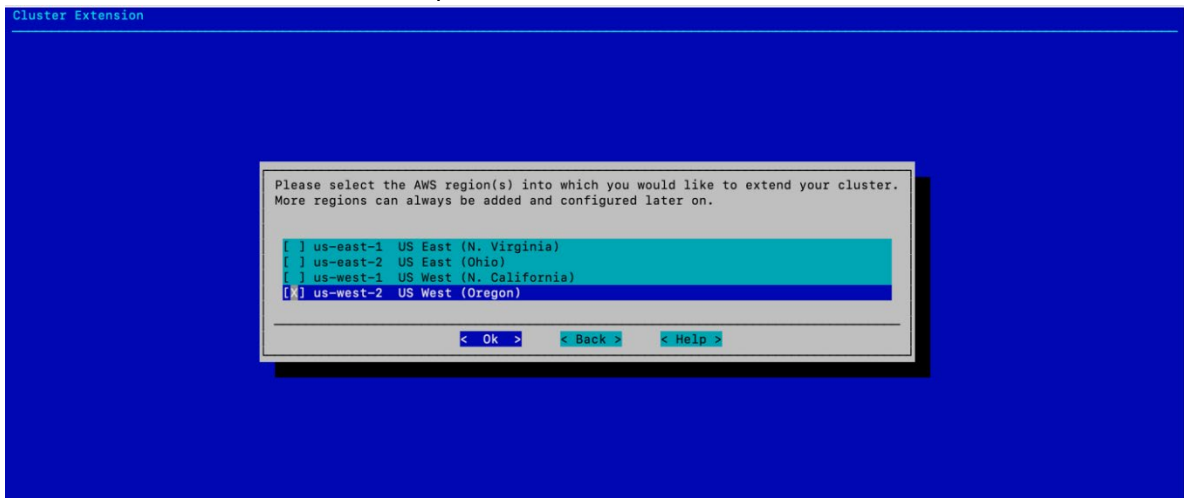 Cluster Extension
Please select the AWS region(s) into which you would like to extend your cluster.
More regions can always be added and configured later on.
[ ] us-east-1  US East (N. Virginia)
[ ] us-east-2  US East (Ohio)
[ ] us-west-1  US West (N. California)
[X] us-west-2  US West (Oregon)
<  Ok  >     < Back >     < Help >